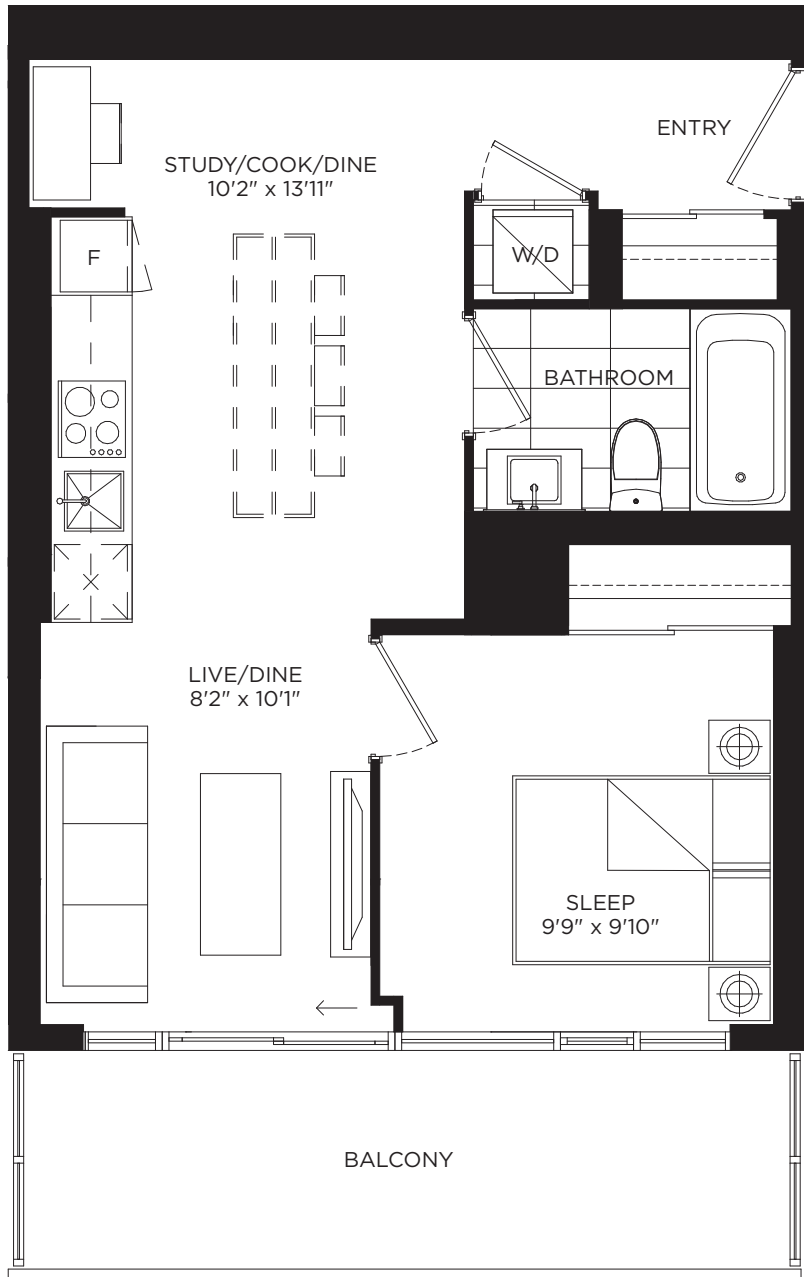 ENTRY
STUDY/COOK/DINE
10'2" x 13'11"
F
W/D
BATHROOM
LIVE/DINE
8'2" x 10'1"
SLEEP
9'9" x 9'10"
BALCONY